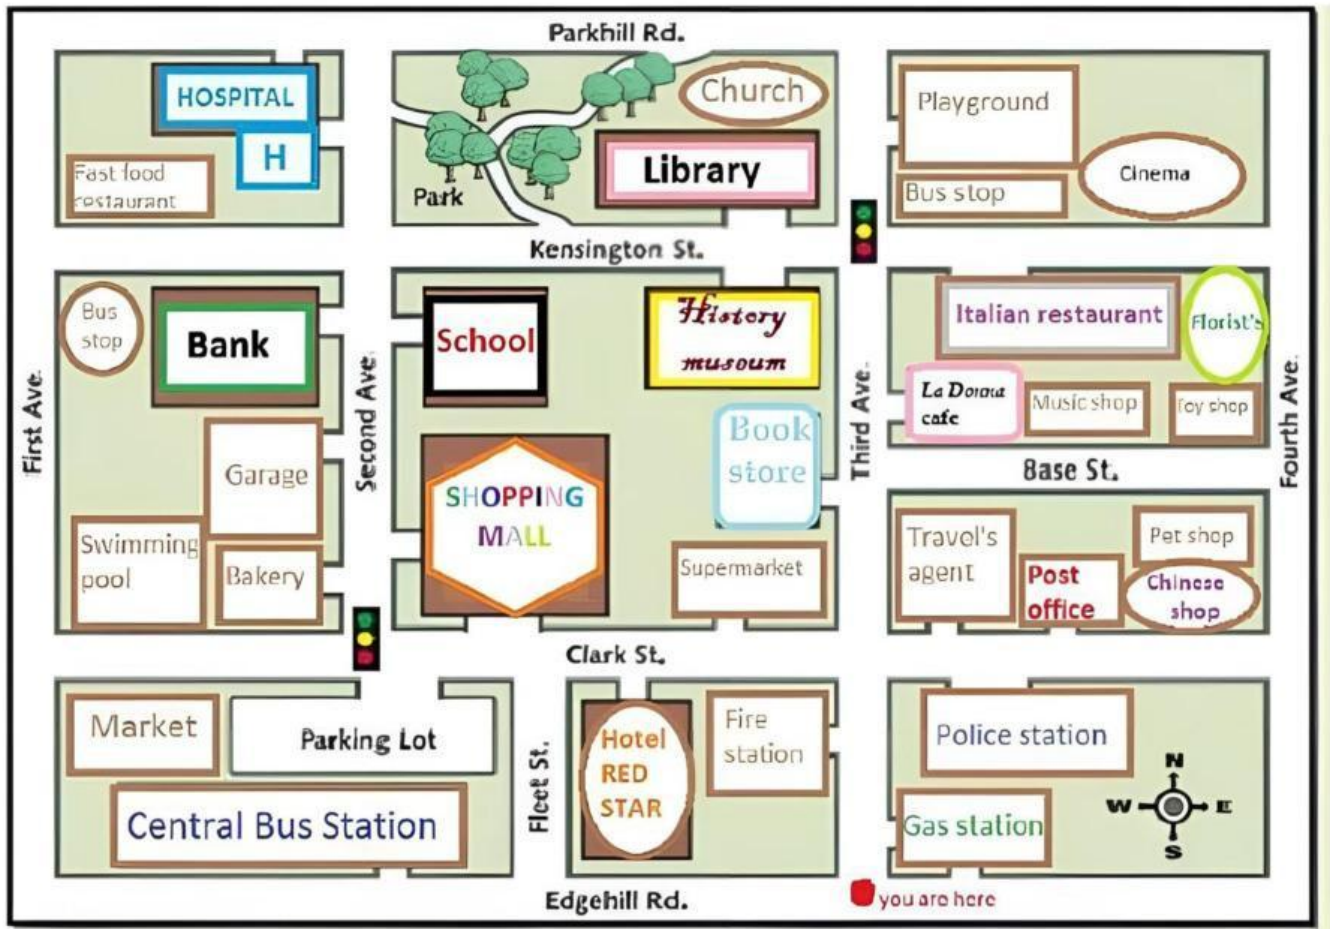 Parkhill Rd.
HOSPITAL
H
Fast food
restaurant
Park
Church
Library
Playground
Bus stop
Cinema
Kensington St.
First Ave.
Bus
stop
Bank
Garage
Swimming
pool
Bakery
Second Ave.
School
History
musoum
SHOPPING
MALL
Book
store
Supermarket
Third Ave.
Italian restaurant
Florist's
La Donna
cafe
Music shop
Toy shop
Fourth Ave.
Base St.
Travel's
agent
Post
office
Pet shop
Chinese
shop
Clark St.
Market
Parking Lot
Central Bus Station
Fleet St.
Hotel
RED
STAR
Fire
station
Police station
Gas station
N
W
E
S
Edgehill Rd.
you are here